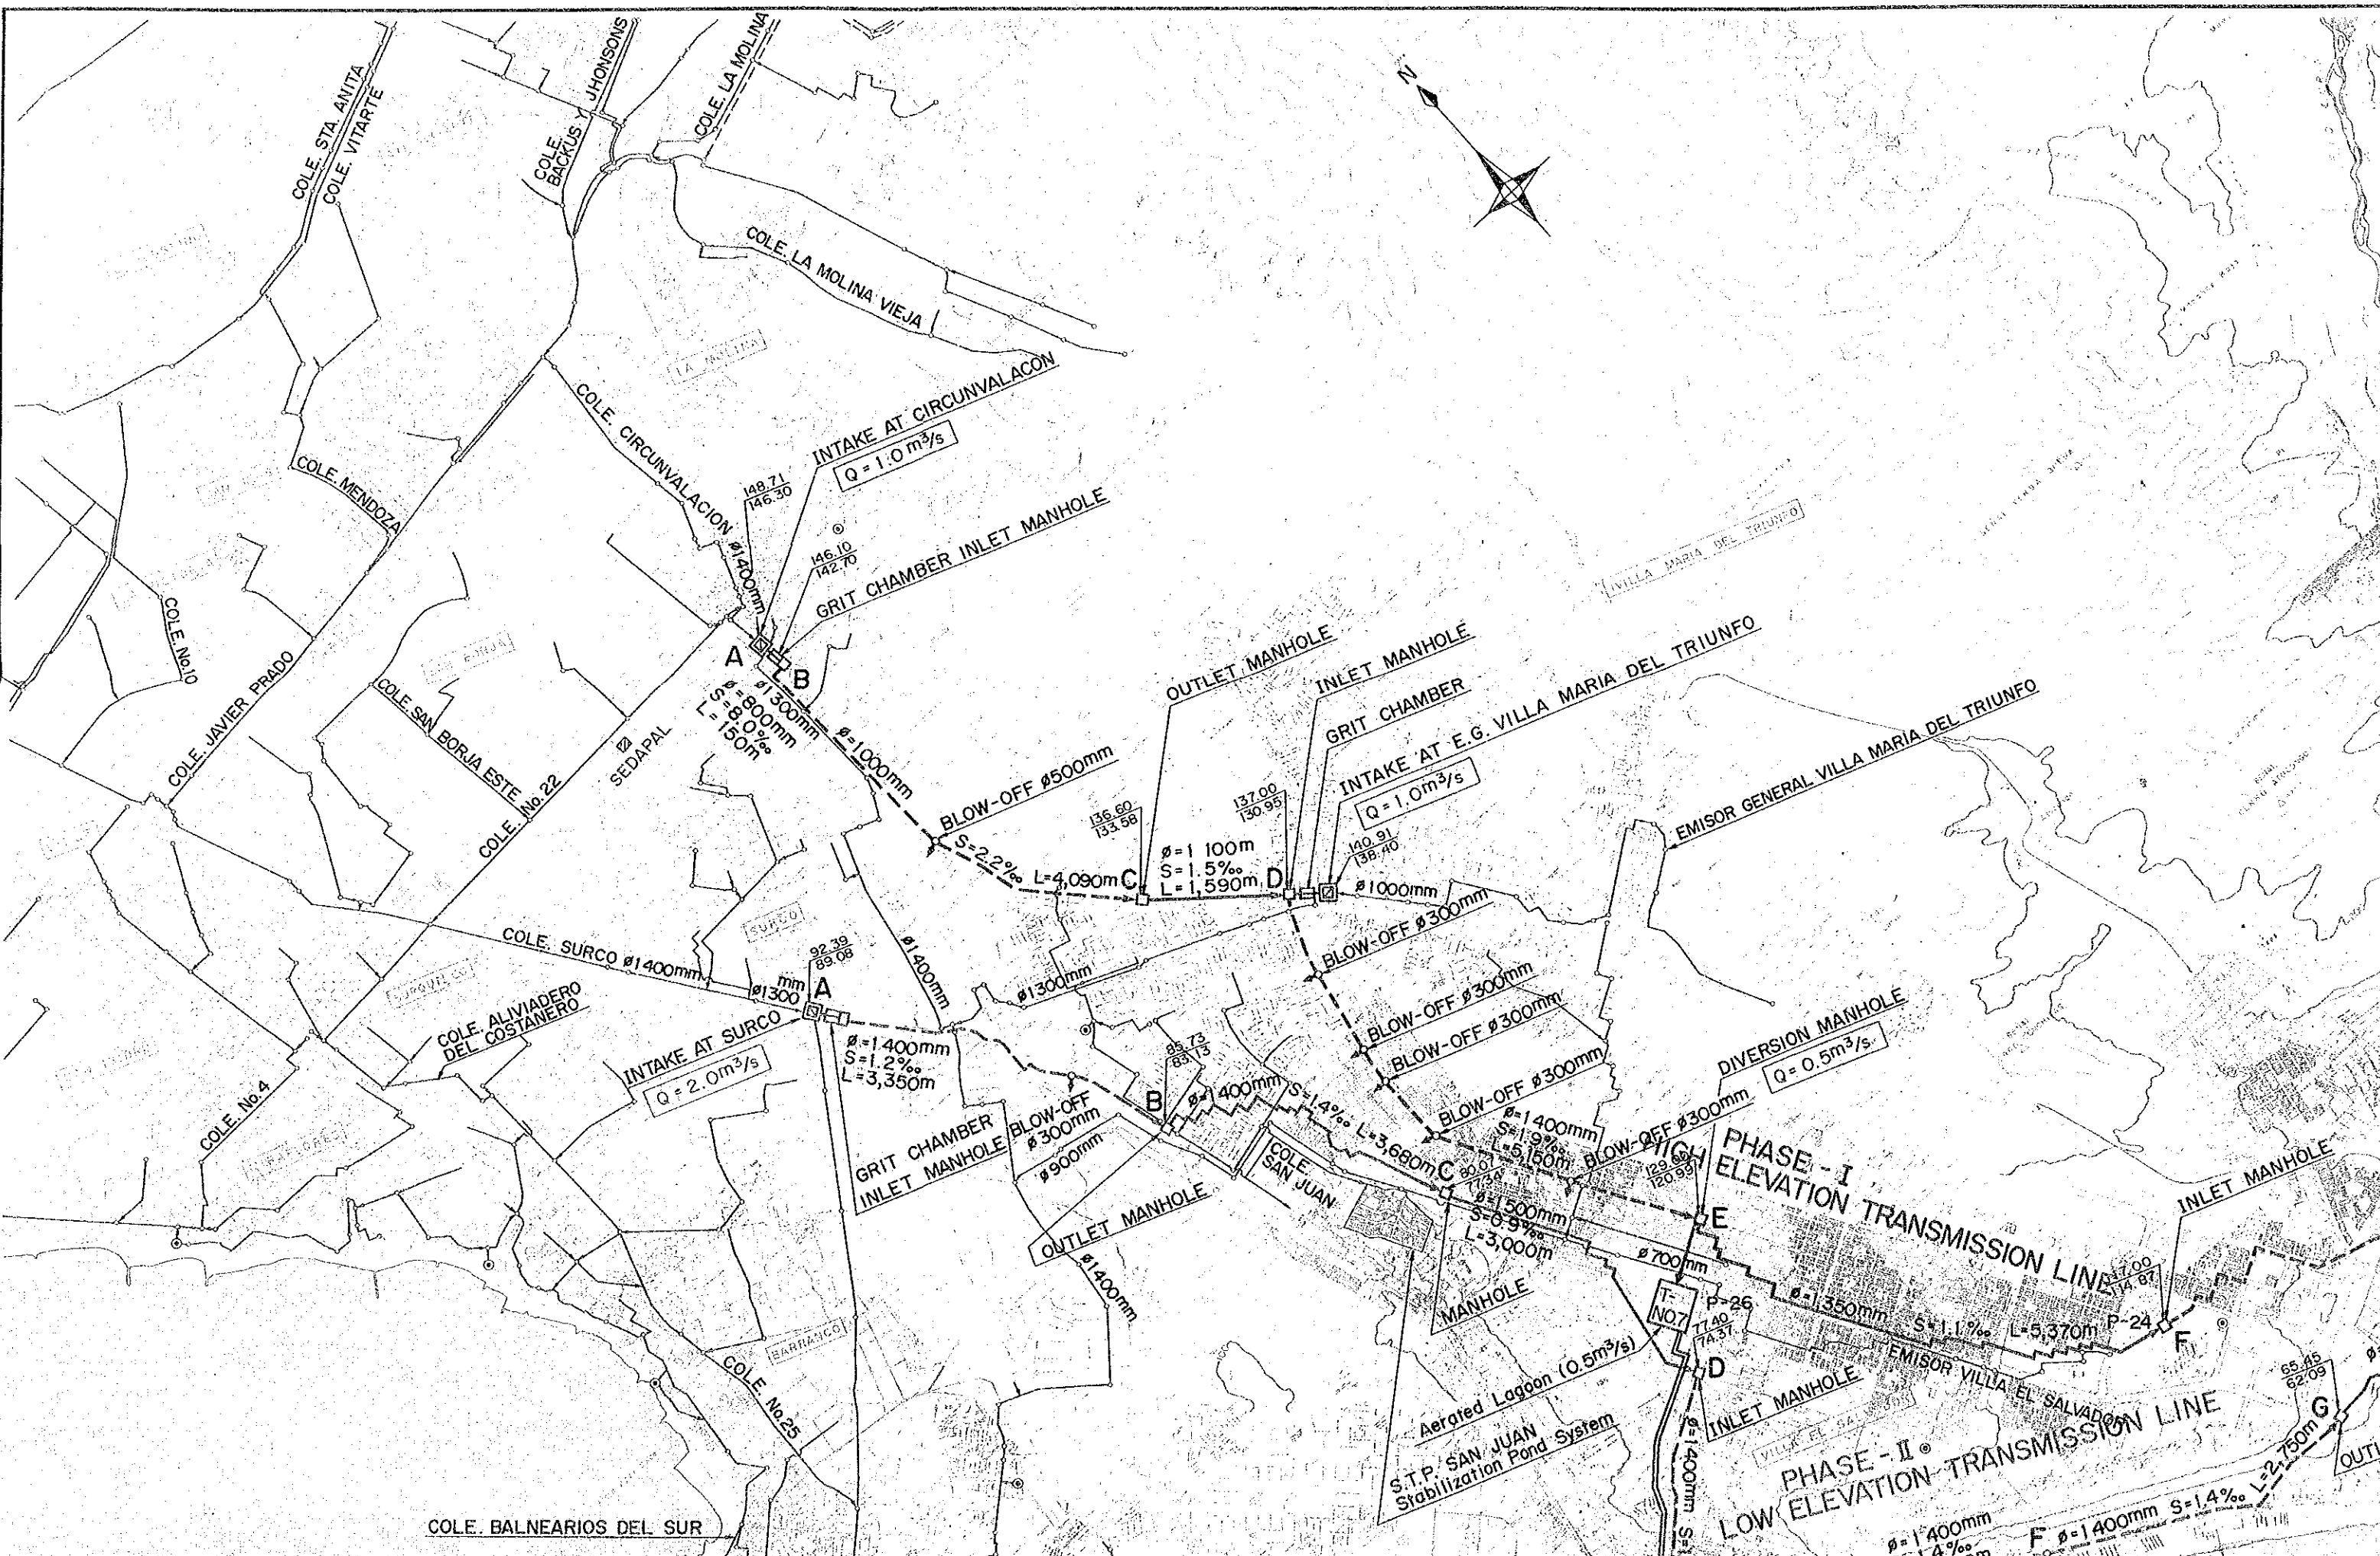 COLE. STA. ANITA
COLE. VITARTE
COLE.
BACKUS Y JHONSONS
COLE. LA MOLINA
N
COLE. LA MOLINA VIEJA
LA MOLINA
COLE. CIRCUNVALACION ø1400mm
INTAKE AT CIRCUNVALACON
Q = 1.0 m³/s
148.71
146.30
COLE. MENDOZA
146.10
142.70
GRIT CHAMBER INLET MANHOLE
VILLA MARIA DEL TRIUNFO
COLE. No.10
COLE. JAVIER PRADO
COLE. SAN BORJA ESTE
COLE. No.22
SEDAPAL
A
B
ø1300mm
ø=800mm
S=8.0‰
L=150m
ø=1000mm
BLOW-OFF ø500mm
S=2.2‰
L=4,090m
C
OUTLET MANHOLE
INLET MANHOLE
GRIT CHAMBER
INTAKE AT E.G. VILLA MARIA DEL TRIUNFO
Q = 1.0m³/s
EMISOR GENERAL VILLA MARIA DEL TRIUNFO
136.60
133.58
137.00
130.95
140.91
138.40
ø=1 100m
S=1.5‰
L=1,590m
D
ø1000mm
BLOW-OFF ø300mm
BLOW-OFF ø300mm
BLOW-OFF ø300mm
BLOW-OFF ø300mm
COLE. SURCO ø1400mm
SURCO
SURQUILLO
92.39
89.08
mm
ø1300
A
ø1400mm
ø1300mm
COLE. ALIVIADERO
DEL COSTANERO
INTAKE AT SURCO
Q = 2.0m³/s
ø=1400mm
S=1.2‰
L=3,350m
COLE. No.4
GRIT CHAMBER
INLET MANHOLE
BLOW-OFF
ø300mm
ø900mm
85.73
83.13
B
ø=1400mm
S=1.4‰
L=3,680m
C
OUTLET MANHOLE
COLE.
SAN JUAN
ø1400mm
DIVERSION MANHOLE
Q = 0.5m³/s
ø=1400mm
S=1.9‰
L=5,150m
BLOW-OFF ø300mm
PHASE - I
HIGH ELEVATION TRANSMISSION LINE
E
ø=1500mm
S=0.9‰
L=3,000m
ø700mm
MANHOLE
T-
NO.7
P-26
77.40
74.37
D
INLET MANHOLE
ø=1350mm
S=1.1‰
L=5,370m
P-24
F
INLET MANHOLE
EMISOR VILLA EL SALVADOR
Aerated Lagoon (0.5m³/s)
S.T.P. SAN JUAN
Stabilization Pond System
ø=1400mm
BARRANCO
COLE. No.25
COLE. BALNEARIOS DEL SUR
PHASE - II
LOW ELEVATION TRANSMISSION LINE
65.45
62.09
G
L=2,750m
ø=1400mm
F
ø=1400mm S=1.4‰